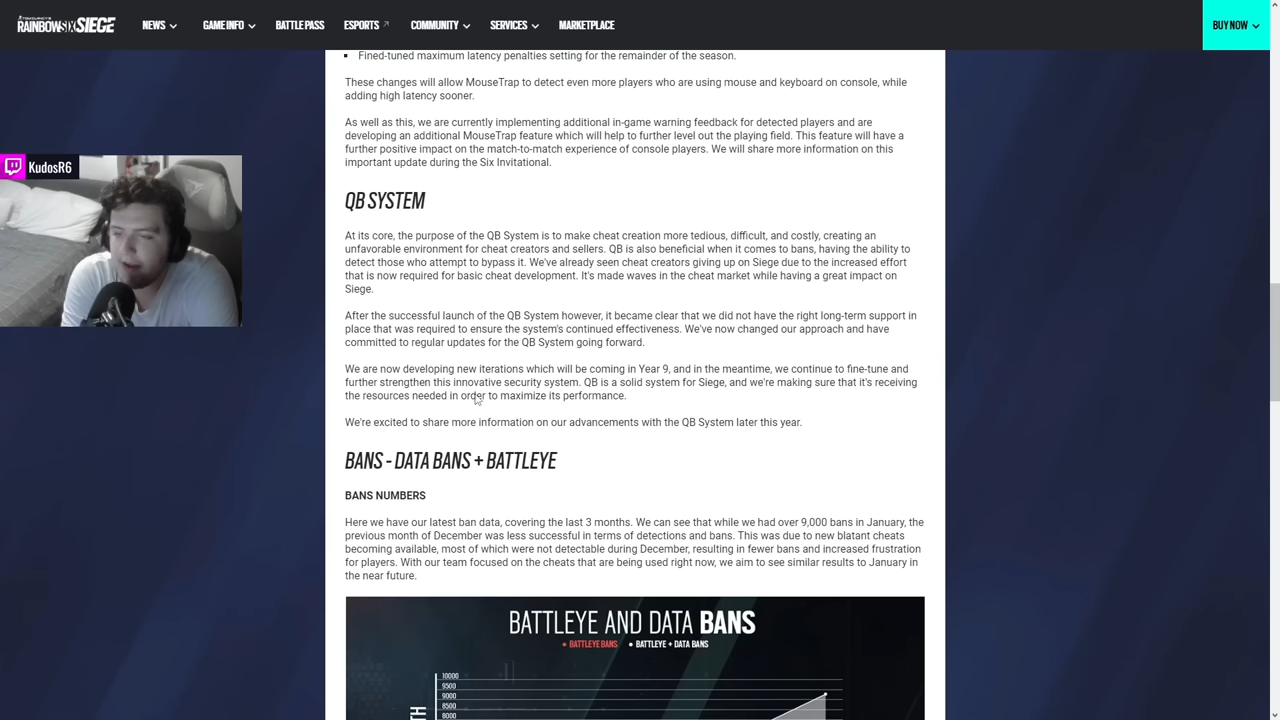 TOM CLANCY'S
RAINBOWSIX SIEGE
NEWS
GAME INFO
BATTLE PASS
ESPORTS
COMMUNITY
SERVICES
MARKETPLACE
BUY NOW
Fined-tuned maximum latency penalties setting for the remainder of the season.
These changes will allow MouseTrap to detect even more players who are using mouse and keyboard on console, while
adding high latency sooner.
As well as this, we are currently implementing additional in-game warning feedback for detected players and are
developing an additional MouseTrap feature which will help to further level out the playing field. This feature will have a
further positive impact on the match-to-match experience of console players. We will share more information on this
important update during the Six Invitational.
KudosR6
QB SYSTEM
At its core, the purpose of the QB System is to make cheat creation more tedious, difficult, and costly, creating an
unfavorable environment for cheat creators and sellers. QB is also beneficial when it comes to bans, having the ability to
detect those who attempt to bypass it. We've already seen cheat creators giving up on Siege due to the increased effort
that is now required for basic cheat development. It's made waves in the cheat market while having a great impact on
Siege.
After the successful launch of the QB System however, it became clear that we did not have the right long-term support in
place that was required to ensure the system's continued effectiveness. We've now changed our approach and have
committed to regular updates for the QB System going forward.
We are now developing new iterations which will be coming in Year 9, and in the meantime, we continue to fine-tune and
further strengthen this innovative security system. QB is a solid system for Siege, and we're making sure that it's receiving
the resources needed in order to maximize its performance.
We're excited to share more information on our advancements with the QB System later this year.
BANS - DATA BANS + BATTLEYE
BANS NUMBERS
Here we have our latest ban data, covering the last 3 months. We can see that while we had over 9,000 bans in January, the
previous month of December was less successful in terms of detections and bans. This was due to new blatant cheats
becoming available, most of which were not detectable during December, resulting in fewer bans and increased frustration
for players. With our team focused on the cheats that are being used right now, we aim to see similar results to January in
the near future.
BATTLEYE AND DATA BANS
BATTLEYE BANS
BATTLEYE + DATA BANS
10000
9500
9000
8500
8000